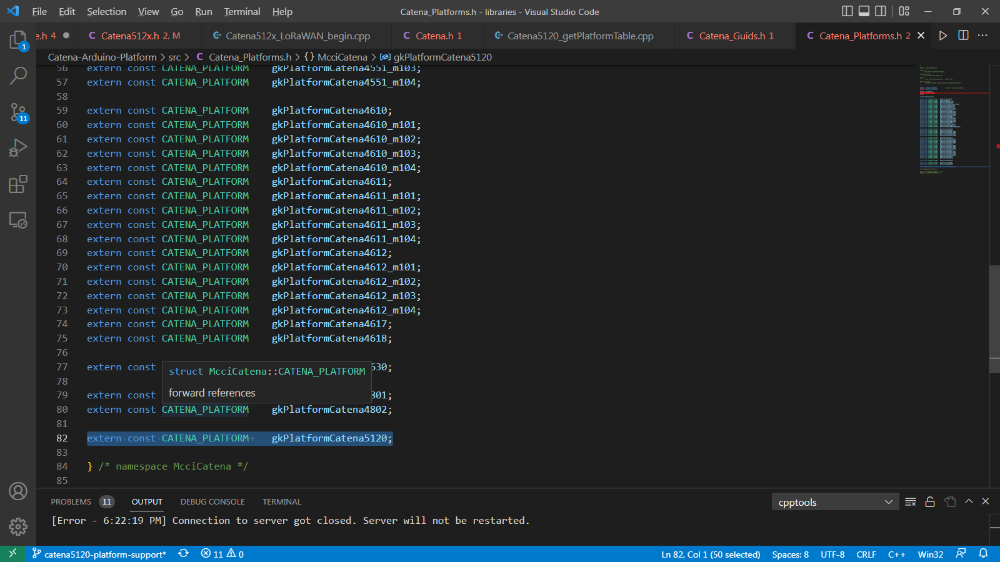 File Edit Selection View Go Run Terminal Help Catena_Platforms.h - libraries - Visual Studio Code
e.h 4 Catena512x.h 2, M Catena512x_LoRaWAN_begin.cpp Catena.h 1 Catena5120_getPlatformTable.cpp Catena_Guids.h 1 Catena_Platforms.h 2
Catena-Arduino-Platform > src > C Catena_Platforms.h > {} McciCatena > gkPlatformCatena5120
56 extern const CATENA_PLATFORM gkPlatformCatena4551_m103;
57 extern const CATENA_PLATFORM gkPlatformCatena4551_m104;
58
59 extern const CATENA_PLATFORM gkPlatformCatena4610;
60 extern const CATENA_PLATFORM gkPlatformCatena4610_m101;
61 extern const CATENA_PLATFORM gkPlatformCatena4610_m102;
62 extern const CATENA_PLATFORM gkPlatformCatena4610_m103;
63 extern const CATENA_PLATFORM gkPlatformCatena4610_m104;
64 extern const CATENA_PLATFORM gkPlatformCatena4611;
65 extern const CATENA_PLATFORM gkPlatformCatena4611_m101;
66 extern const CATENA_PLATFORM gkPlatformCatena4611_m102;
67 extern const CATENA_PLATFORM gkPlatformCatena4611_m103;
68 extern const CATENA_PLATFORM gkPlatformCatena4611_m104;
69 extern const CATENA_PLATFORM gkPlatformCatena4612;
70 extern const CATENA_PLATFORM gkPlatformCatena4612_m101;
71 extern const CATENA_PLATFORM gkPlatformCatena4612_m102;
72 extern const CATENA_PLATFORM gkPlatformCatena4612_m103;
73 extern const CATENA_PLATFORM gkPlatformCatena4612_m104;
74 extern const CATENA_PLATFORM gkPlatformCatena4617;
75 extern const CATENA_PLATFORM gkPlatformCatena4618;
76
77 extern const 630;
struct McciCatena::CATENA_PLATFORM
78
forward references
79 extern const 801;
80 extern const CATENA_PLATFORM gkPlatformCatena4802;
81
82 extern const CATENA_PLATFORM gkPlatformCatena5120;
83
84 } /* namespace McciCatena */
85
PROBLEMS 11 OUTPUT DEBUG CONSOLE TERMINAL cpptools
[Error - 6:22:19 PM] Connection to server got closed. Server will not be restarted.
catena5120-platform-support* 11 0 Ln 82, Col 1 (50 selected) Spaces: 8 UTF-8 CRLF C++ Win32
1
11